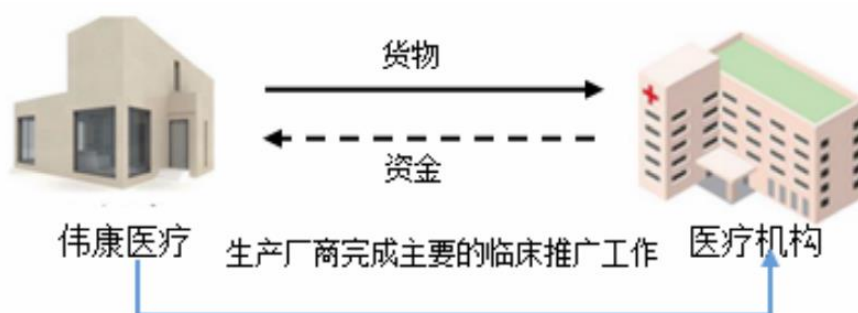 货物
资金
伟康医疗
生产厂商完成主要的临床推广工作
医疗机构